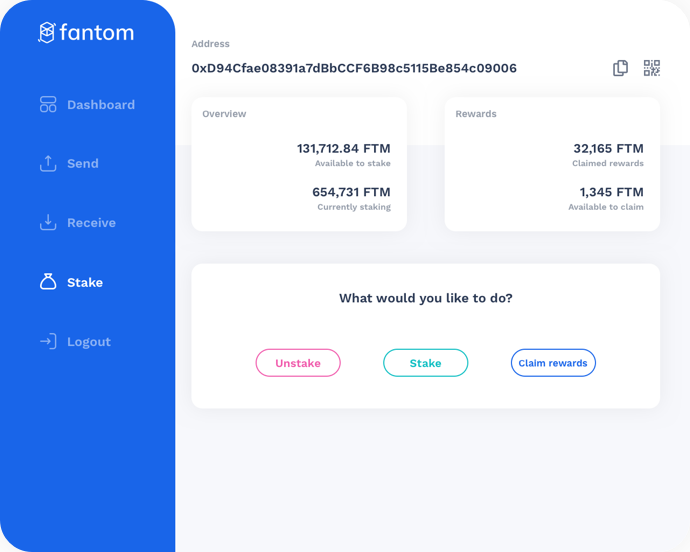 fantom
Dashboard
Send
Receive
Stake
Logout
Address
0xD94Cfae08391a7dBbCCF6B98c5115Be854c09006
Overview
131,712.84 FTM
Available to stake
654,731 FTM
Currently staking
Rewards
32,165 FTM
Claimed rewards
1,345 FTM
Available to claim
What would you like to do?
Unstake
Stake
Claim rewards